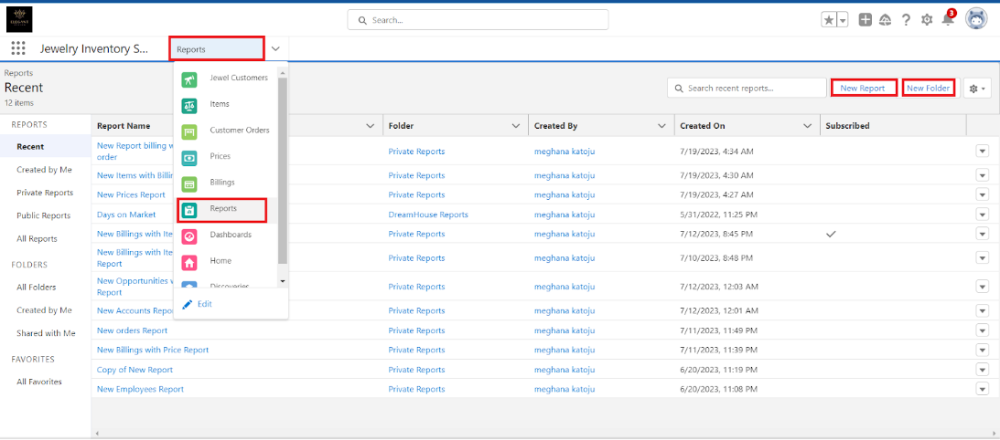 ELEGANT
Search...
3
Jewelry Inventory S...
Reports
Reports
Recent
12 items
Search recent reports...
New Report
New Folder
Jewel Customers
Items
Customer Orders
Prices
Billings
Reports
Dashboards
Home
Discoveries
Edit
REPORTS
Recent
Created by Me
Private Reports
Public Reports
All Reports
FOLDERS
All Folders
Created by Me
Shared with Me
FAVORITES
All Favorites
Report Name Folder Created By Created On Subscribed
New Report billing w
order Private Reports meghana katoju 7/19/2023, 4:34 AM
New Items with Billin Private Reports meghana katoju 7/19/2023, 4:30 AM
New Prices Report Private Reports meghana katoju 7/19/2023, 4:27 AM
Days on Market DreamHouse Reports meghana katoju 5/31/2022, 11:25 PM
New Billings with Ite Private Reports meghana katoju 7/12/2023, 8:45 PM
New Billings with Ite
Report Private Reports meghana katoju 7/10/2023, 8:48 PM
New Opportunities w
Report Private Reports meghana katoju 7/12/2023, 12:03 AM
New Accounts Repo Private Reports meghana katoju 7/12/2023, 12:01 AM
New orders Report Private Reports meghana katoju 7/11/2023, 11:49 PM
New Billings with Price Report Private Reports meghana katoju 7/11/2023, 11:39 PM
Copy of New Report Private Reports meghana katoju 6/20/2023, 11:19 PM
New Employees Report Private Reports meghana katoju 6/20/2023, 11:08 PM